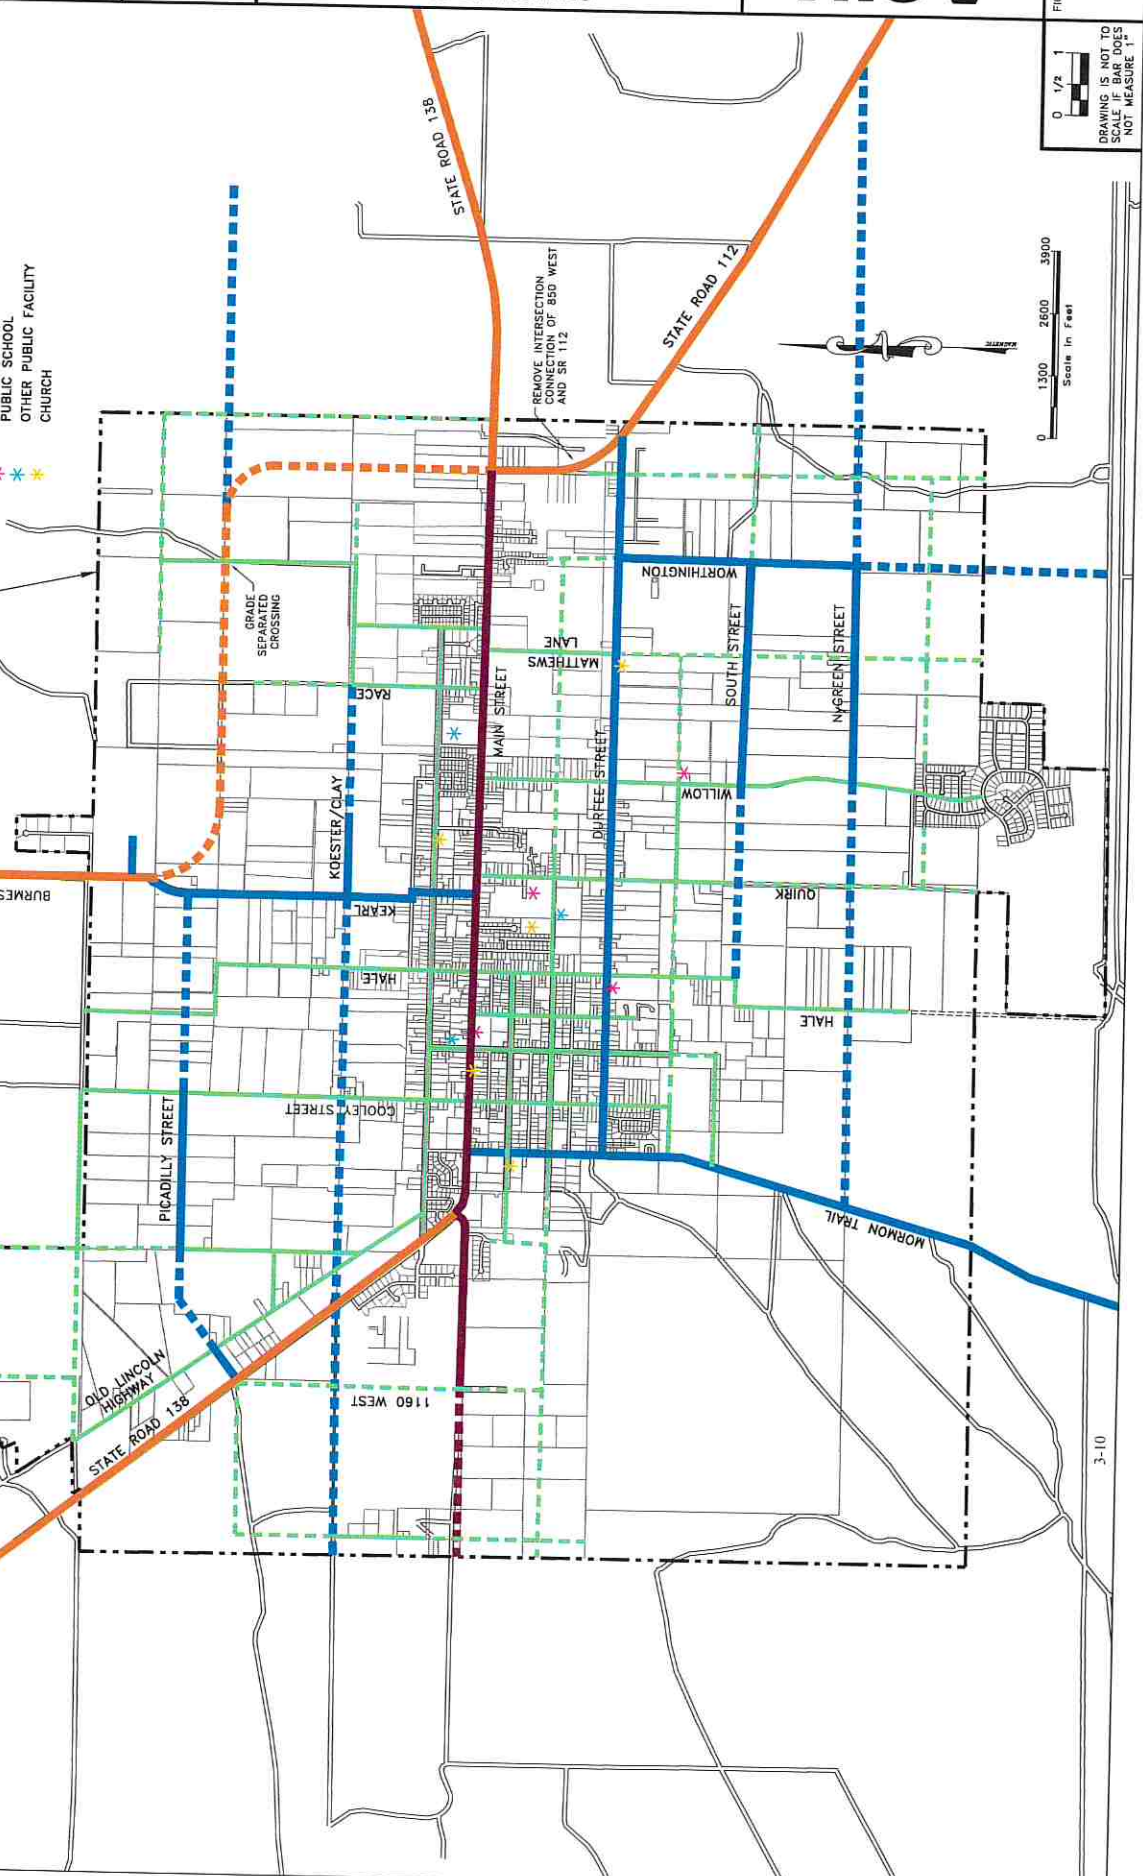 FIG
0 1/2 1
DRAWING IS NOT TO
SCALE IF BAR DOES
NOT MEASURE 1"
PUBLIC SCHOOL
OTHER PUBLIC FACILITY
CHURCH
STATE ROAD 138
REMOVE INTERSECTION
CONNECTION OF 850 WEST
AND SR 112
STATE ROAD 112
0 1300 2600 3900
Scale in Feet
MAGNETIC
GRADE
SEPARATED
CROSSING
WORTHINGTON
MATTHEWS
LANE
RACE
MAIN STREET
SOUTH STREET
NYGREEN STREET
KOESTER/CLAY
DURFEE STREET
WILLOW
BURMES
KEARL
QUIRK
HALE
HALE
PICADILLY STREET
COOLEY STREET
MORMON TRAIL
OLD LINCOLN
HIGHWAY
STATE ROAD 138
1160 WEST
3-10